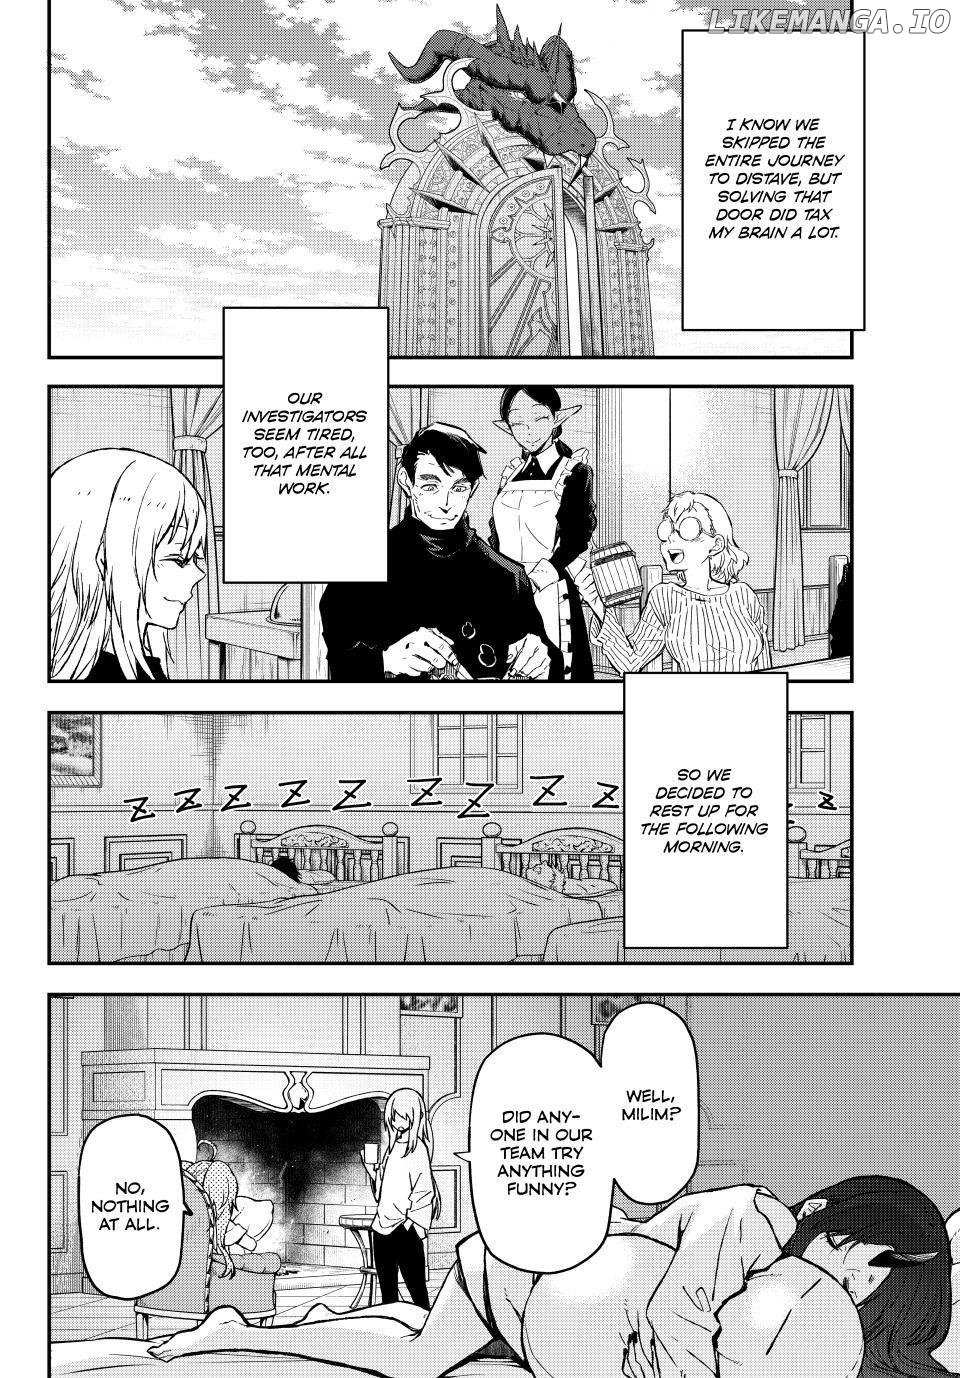 LIKEMANGA.IO
I KNOW WE
SKIPPED THE
ENTIRE JOURNEY
TO DISTAVE, BUT
SOLVING THAT
DOOR DID TAX
MY BRAIN A LOT.
OUR
INVESTIGATORS
SEEM TIRED,
TOO, AFTER ALL
THAT MENTAL
WORK.
SO WE
DECIDED TO
REST UP FOR
THE FOLLOWING
MORNING.
Z Z Z Z Z Z Z Z Z Z
WELL,
MILIM?
DID ANY-
ONE IN OUR
TEAM TRY
ANYTHING
FUNNY?
NO,
NOTHING
AT ALL.